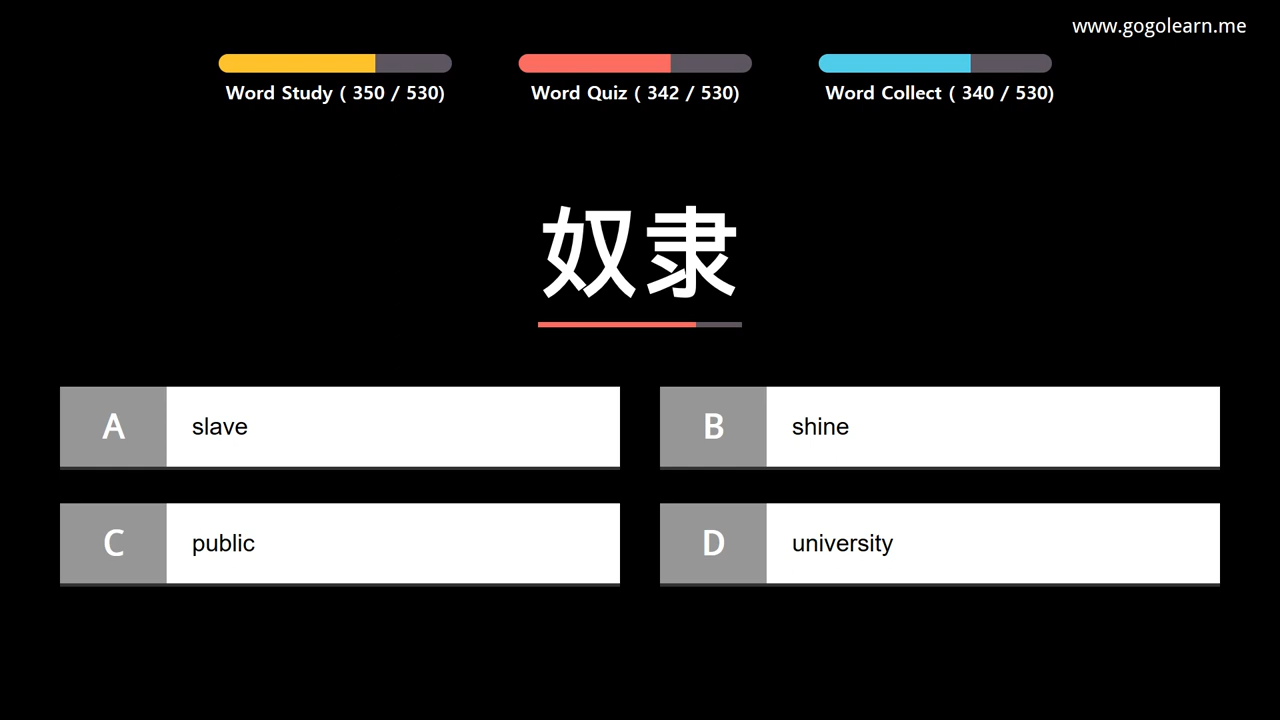 www.gogolearn.me
Word Study ( 350 / 530)
Word Quiz ( 342 / 530)
Word Collect ( 340 / 530)
奴隶
A slave
B shine
C public
D university